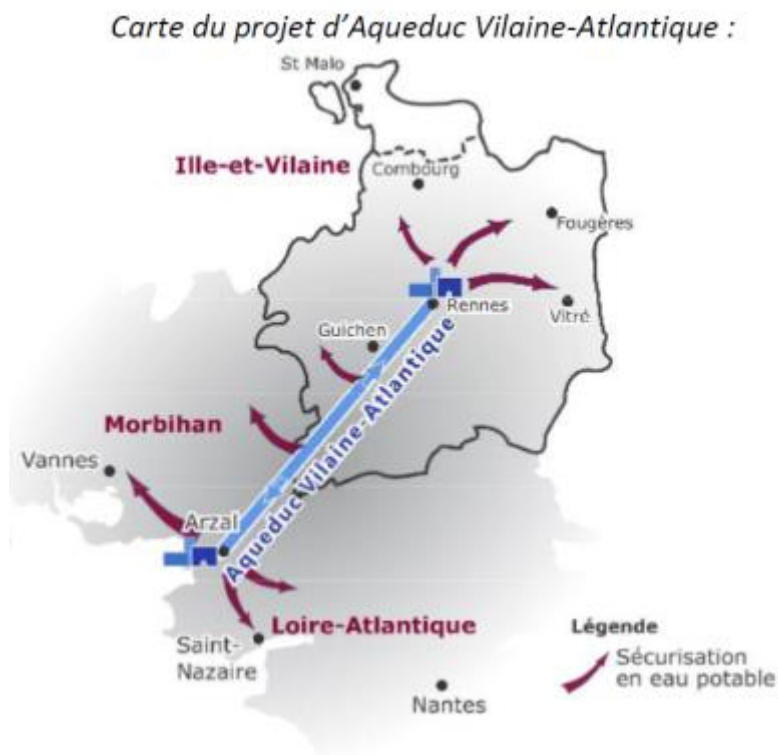 Carte du projet d'Aqueduc Vilaine-Atlantique :
St Malo
Ille-et-Vilaine
Combourg
Fougères
Rennes
Vitré
Guichen
Aqueduc Vilaine-Atlantique
Morbihan
Vannes
Arzal
Loire-Atlantique
Saint-
Nazaire
Nantes
Légende
Sécurisation
en eau potable